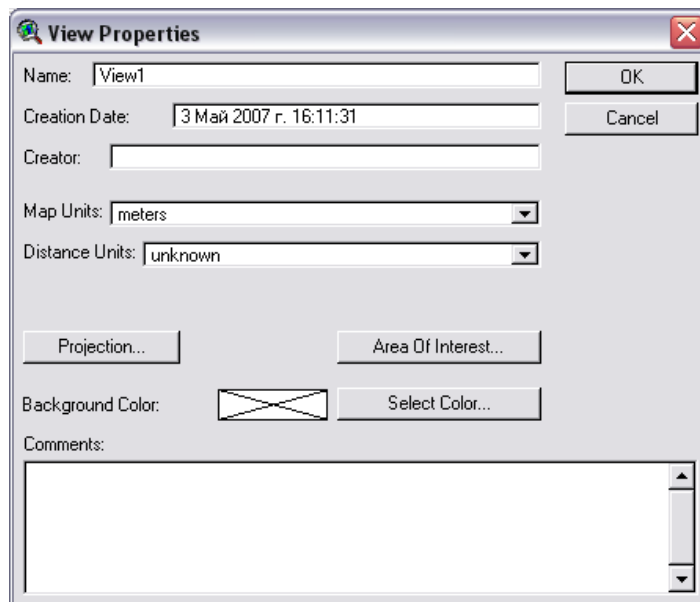 View Properties
Name: View1
OK
Creation Date: 3 Май 2007 г. 16:11:31
Cancel
Creator:
Map Units: meters
Distance Units: unknown
Projection...
Area Of Interest...
Background Color:
Select Color...
Comments: